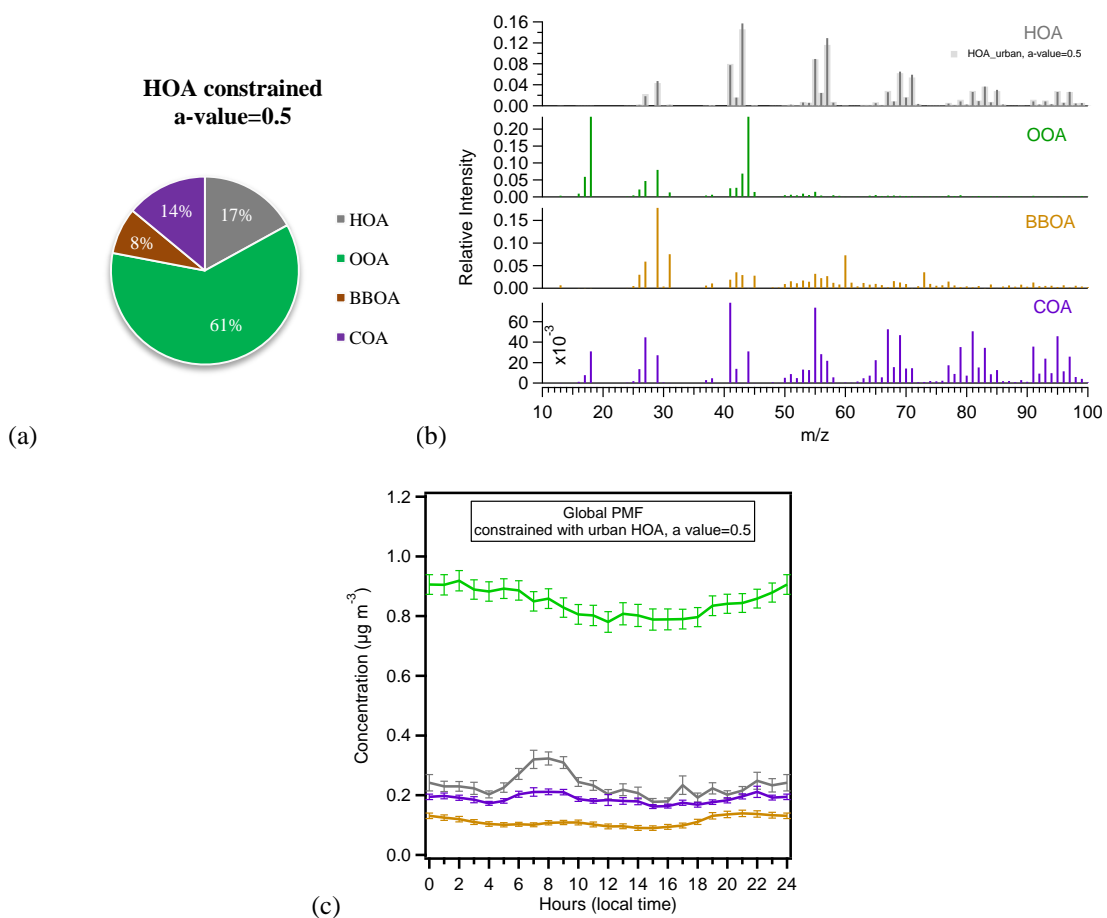 HOA constrained
a-value=0.5
17%
61%
8%
14%
HOA
OOA
BBOA
COA
(a)
Relative Intensity
0.16
0.12
0.08
0.04
0.00
HOA
HOA_urban, a-value=0.5
0.20
0.15
0.10
0.05
0.00
OOA
0.15
0.10
0.05
0.00
BBOA
60
40
20
0
x10⁻³
COA
10 20 30 40 50 60 70 80 90 100
m/z
(b)
Global PMF
constrained with urban HOA, a value=0.5
Concentration (µg m⁻³)
1.2
1.0
0.8
0.6
0.4
0.2
0.0
0 2 4 6 8 10 12 14 16 18 20 22 24
Hours (local time)
(c)